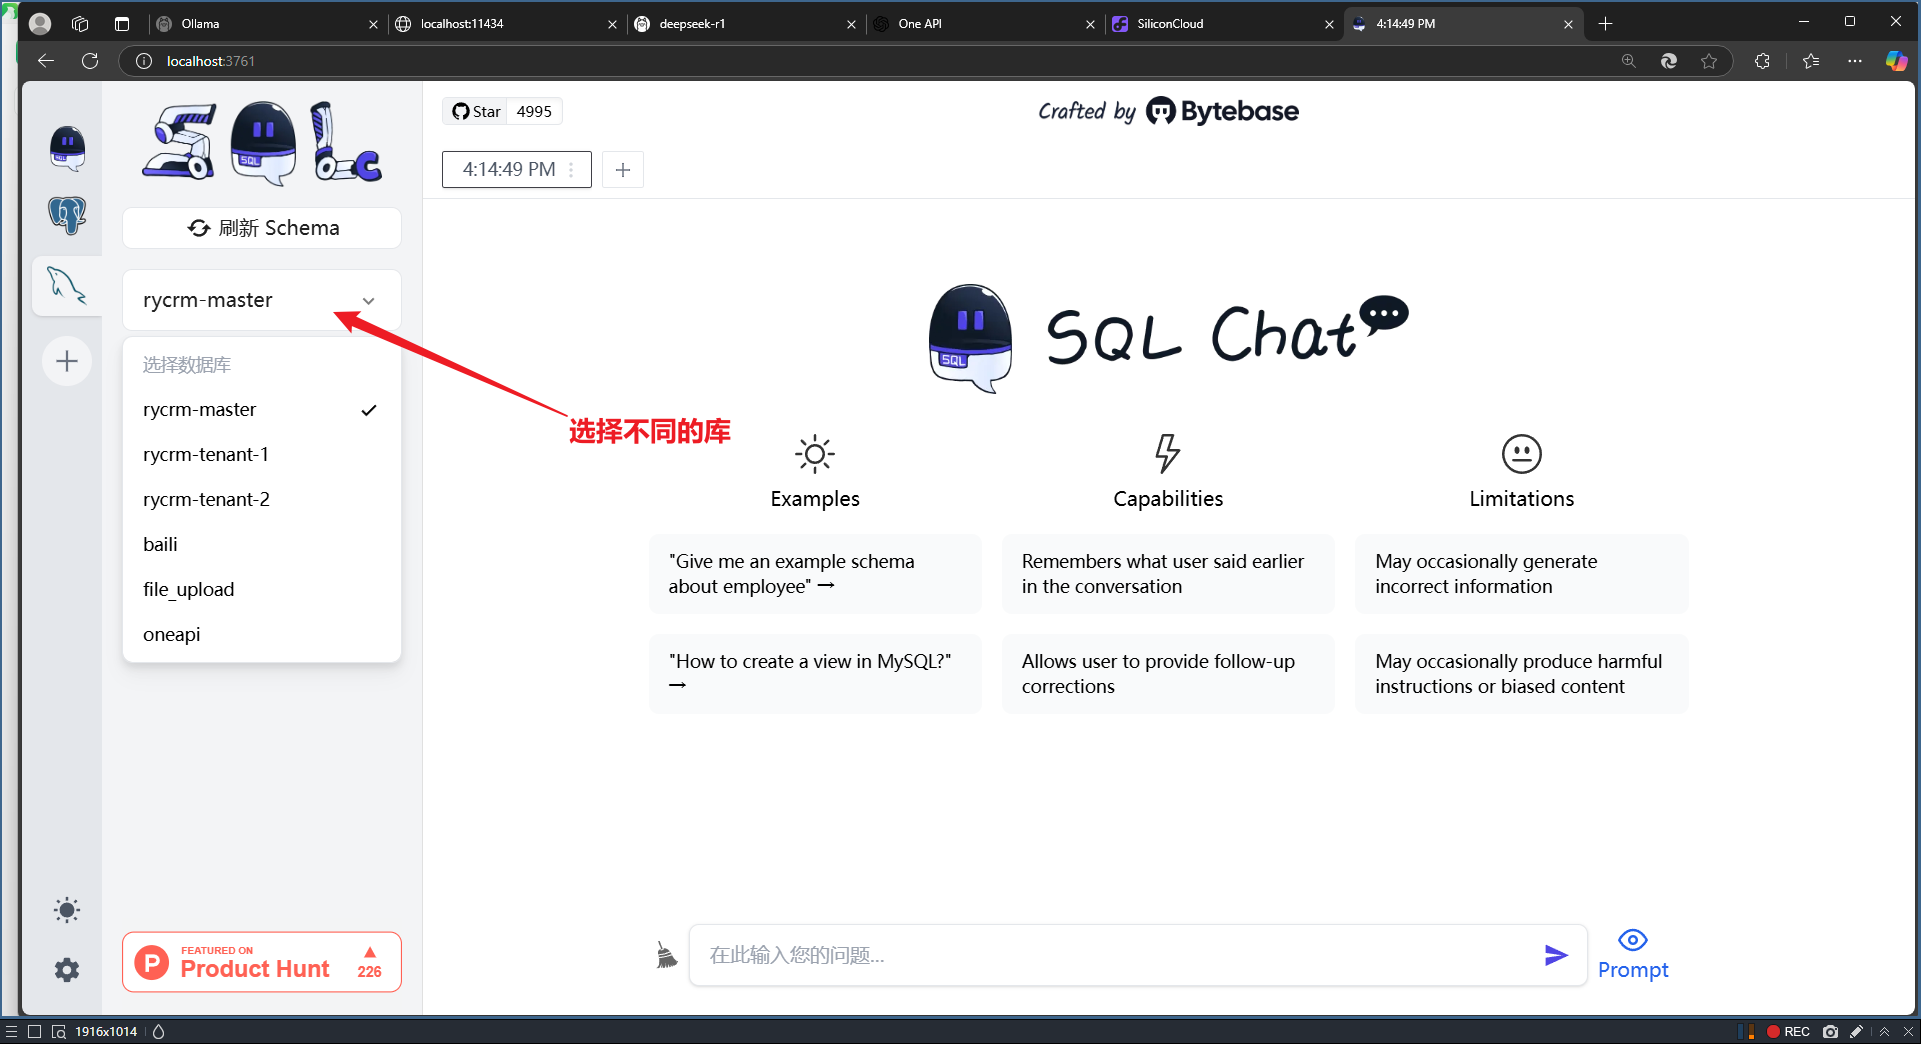 Ollama
localhost:11434
deepseek-r1
One API
SiliconCloud
4:14:49 PM
localhost:3761
SQL
SQL
SQL
Star 4995
Crafted by Bytebase
4:14:49 PM
刷新 Schema
rycrm-master
选择数据库
rycrm-master
rycrm-tenant-1
rycrm-tenant-2
baili
file_upload
oneapi
选择不同的库
SQL
SQL Chat
Examples
Capabilities
Limitations
"Give me an example schema
about employee" →
Remembers what user said earlier
in the conversation
May occasionally generate
incorrect information
"How to create a view in MySQL?"
→
Allows user to provide follow-up
corrections
May occasionally produce harmful
instructions or biased content
FEATURED ON
P Product Hunt
226
在此输入您的问题...
Prompt
1916x1014
REC